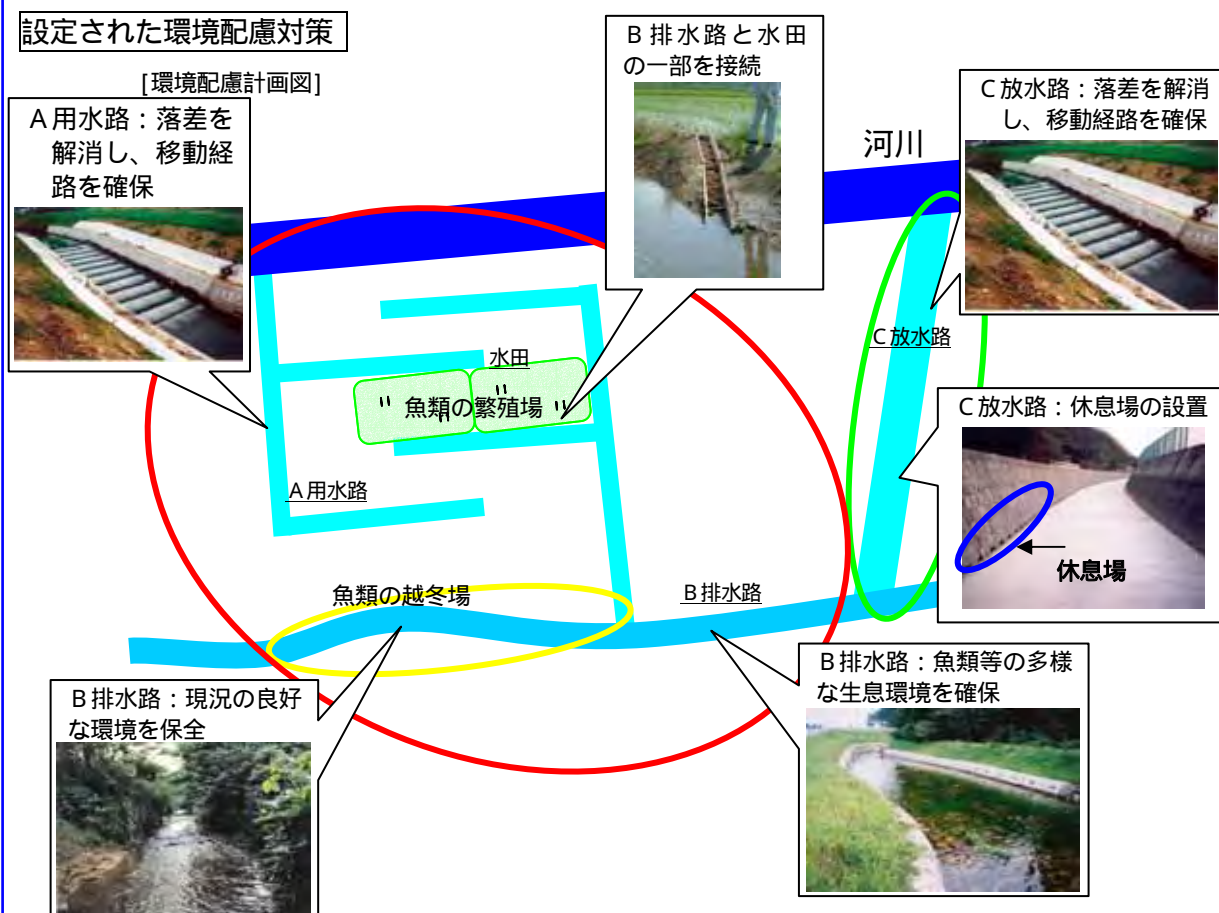 設定された環境配慮対策
[環境配慮計画図]
A用水路：落差を
解消し、移動経
路を確保
B排水路と水田
の一部を接続
河川
C放水路：落差を解消
し、移動経路を確保
C放水路
水田
魚類の繁殖場
A用水路
C放水路：休息場の設置
休息場
魚類の越冬場
B排水路
B排水路：現況の良好
な環境を保全
B排水路：魚類等の多様
な生息環境を確保